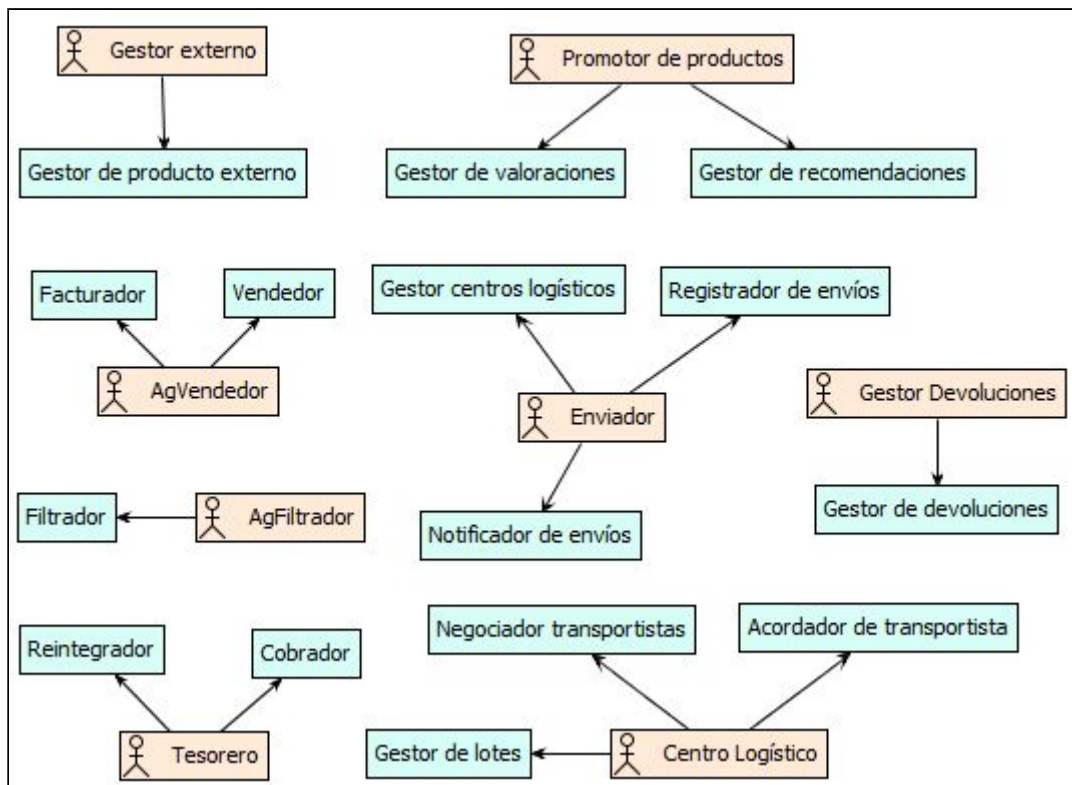 Gestor externo
Promotor de productos
Gestor de producto externo
Gestor de valoraciones
Gestor de recomendaciones
Facturador
Vendedor
Gestor centros logísticos
Registrador de envíos
AgVendedor
Enviador
Gestor Devoluciones
Filtrador
AgFiltrador
Gestor de devoluciones
Notificador de envíos
Reintegrador
Cobrador
Negociador transportistas
Acordador de transportista
Tesorero
Gestor de lotes
Centro Logístico